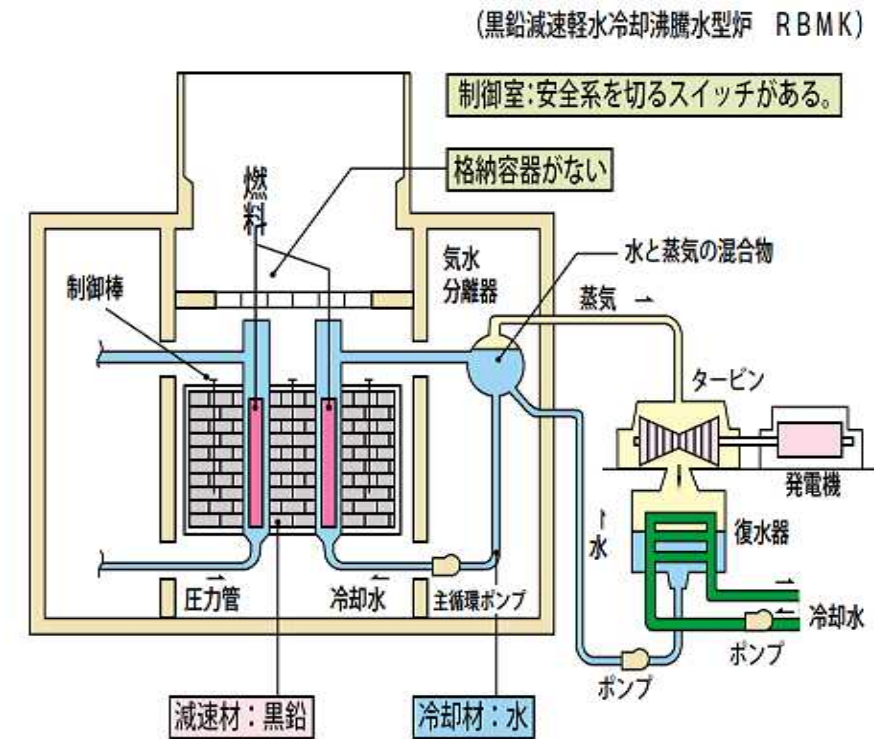 （黒鉛減速軽水冷却沸騰水型炉　ＲＢＭＫ）
制御室：安全系を切るスイッチがある。
格納容器がない
燃料
気水
分離器
水と蒸気の混合物
制御棒
蒸気
タービン
発電機
水
復水器
圧力管
冷却水
主循環ポンプ
冷却水
ポンプ
ポンプ
減速材：黒鉛
冷却材：水